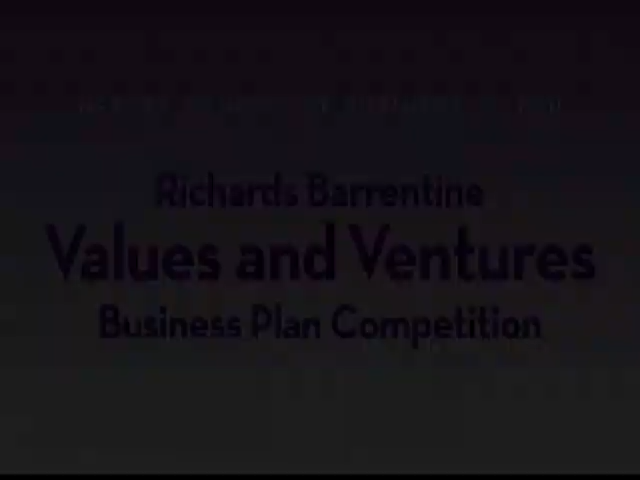 Richards Barrentine
Values and Ventures
Business Plan Competition